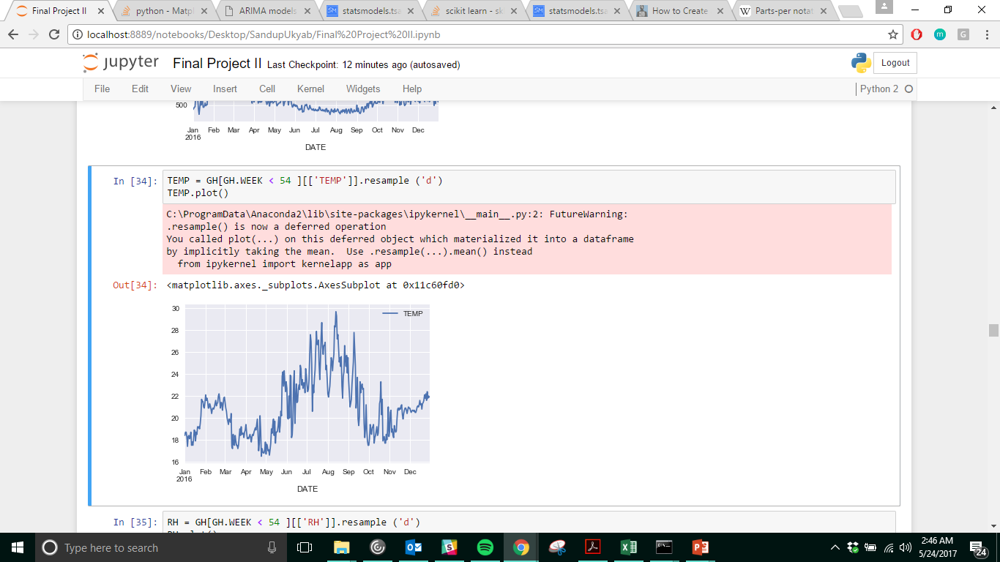 Final Project II
python - Matpl
ARIMA models
statsmodels.tsa
scikit learn - sk
statsmodels.tsa
How to Create
Parts-per notat
localhost:8889/notebooks/Desktop/SandupUkyab/Final%20Project%20II.ipynb
m
G
jupyter Final Project II Last Checkpoint: 12 minutes ago (autosaved)
Logout
File Edit View Insert Cell Kernel Widgets Help
Python 2
500
Jan Feb Mar Apr May Jun Jul Aug Sep Oct Nov Dec
2016
DATE
In [34]: TEMP = GH[GH.WEEK < 54 ][['TEMP']].resample ('d')
TEMP.plot()
C:\ProgramData\Anaconda2\lib\site-packages\ipykernel\__main__.py:2: FutureWarning:
.resample() is now a deferred operation
You called plot(...) on this deferred object which materialized it into a dataframe
by implicitly taking the mean.  Use .resample(...).mean() instead
  from ipykernel import kernelapp as app
Out[34]: <matplotlib.axes._subplots.AxesSubplot at 0x11c60fd0>
30
TEMP
28
26
24
22
20
18
16
Jan Feb Mar Apr May Jun Jul Aug Sep Oct Nov Dec
2016
DATE
In [35]: RH = GH[GH.WEEK < 54 ][['RH']].resample ('d')
Type here to search
2:46 AM
5/24/2017
24